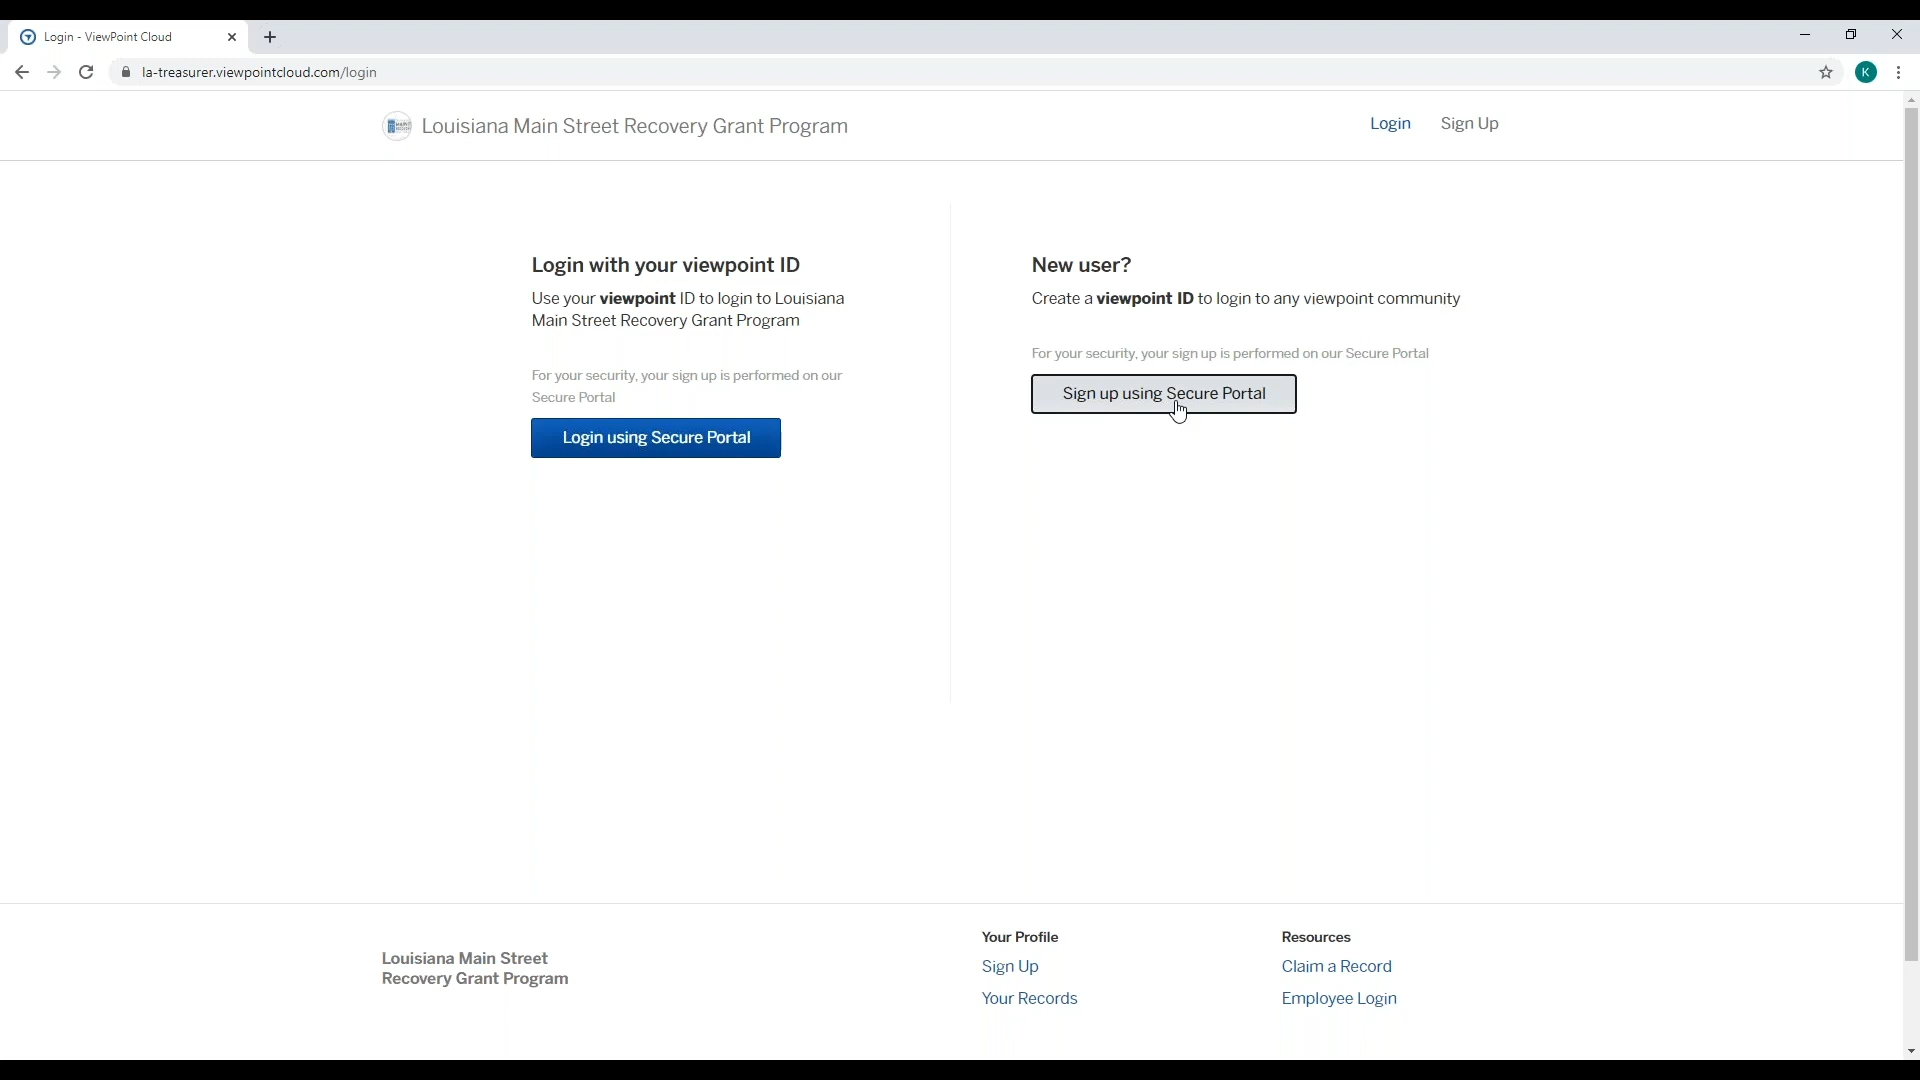 Login - ViewPoint Cloud
la-treasurer.viewpointcloud.com/login
K
Louisiana Main Street Recovery Grant Program
Login
Sign Up
Login with your viewpoint ID
Use your viewpoint ID to login to Louisiana
Main Street Recovery Grant Program
For your security, your sign up is performed on our
Secure Portal
Login using Secure Portal
New user?
Create a viewpoint ID to login to any viewpoint community
For your security, your sign up is performed on our Secure Portal
Sign up using Secure Portal
Louisiana Main Street
Recovery Grant Program
Your Profile
Sign Up
Your Records
Resources
Claim a Record
Employee Login